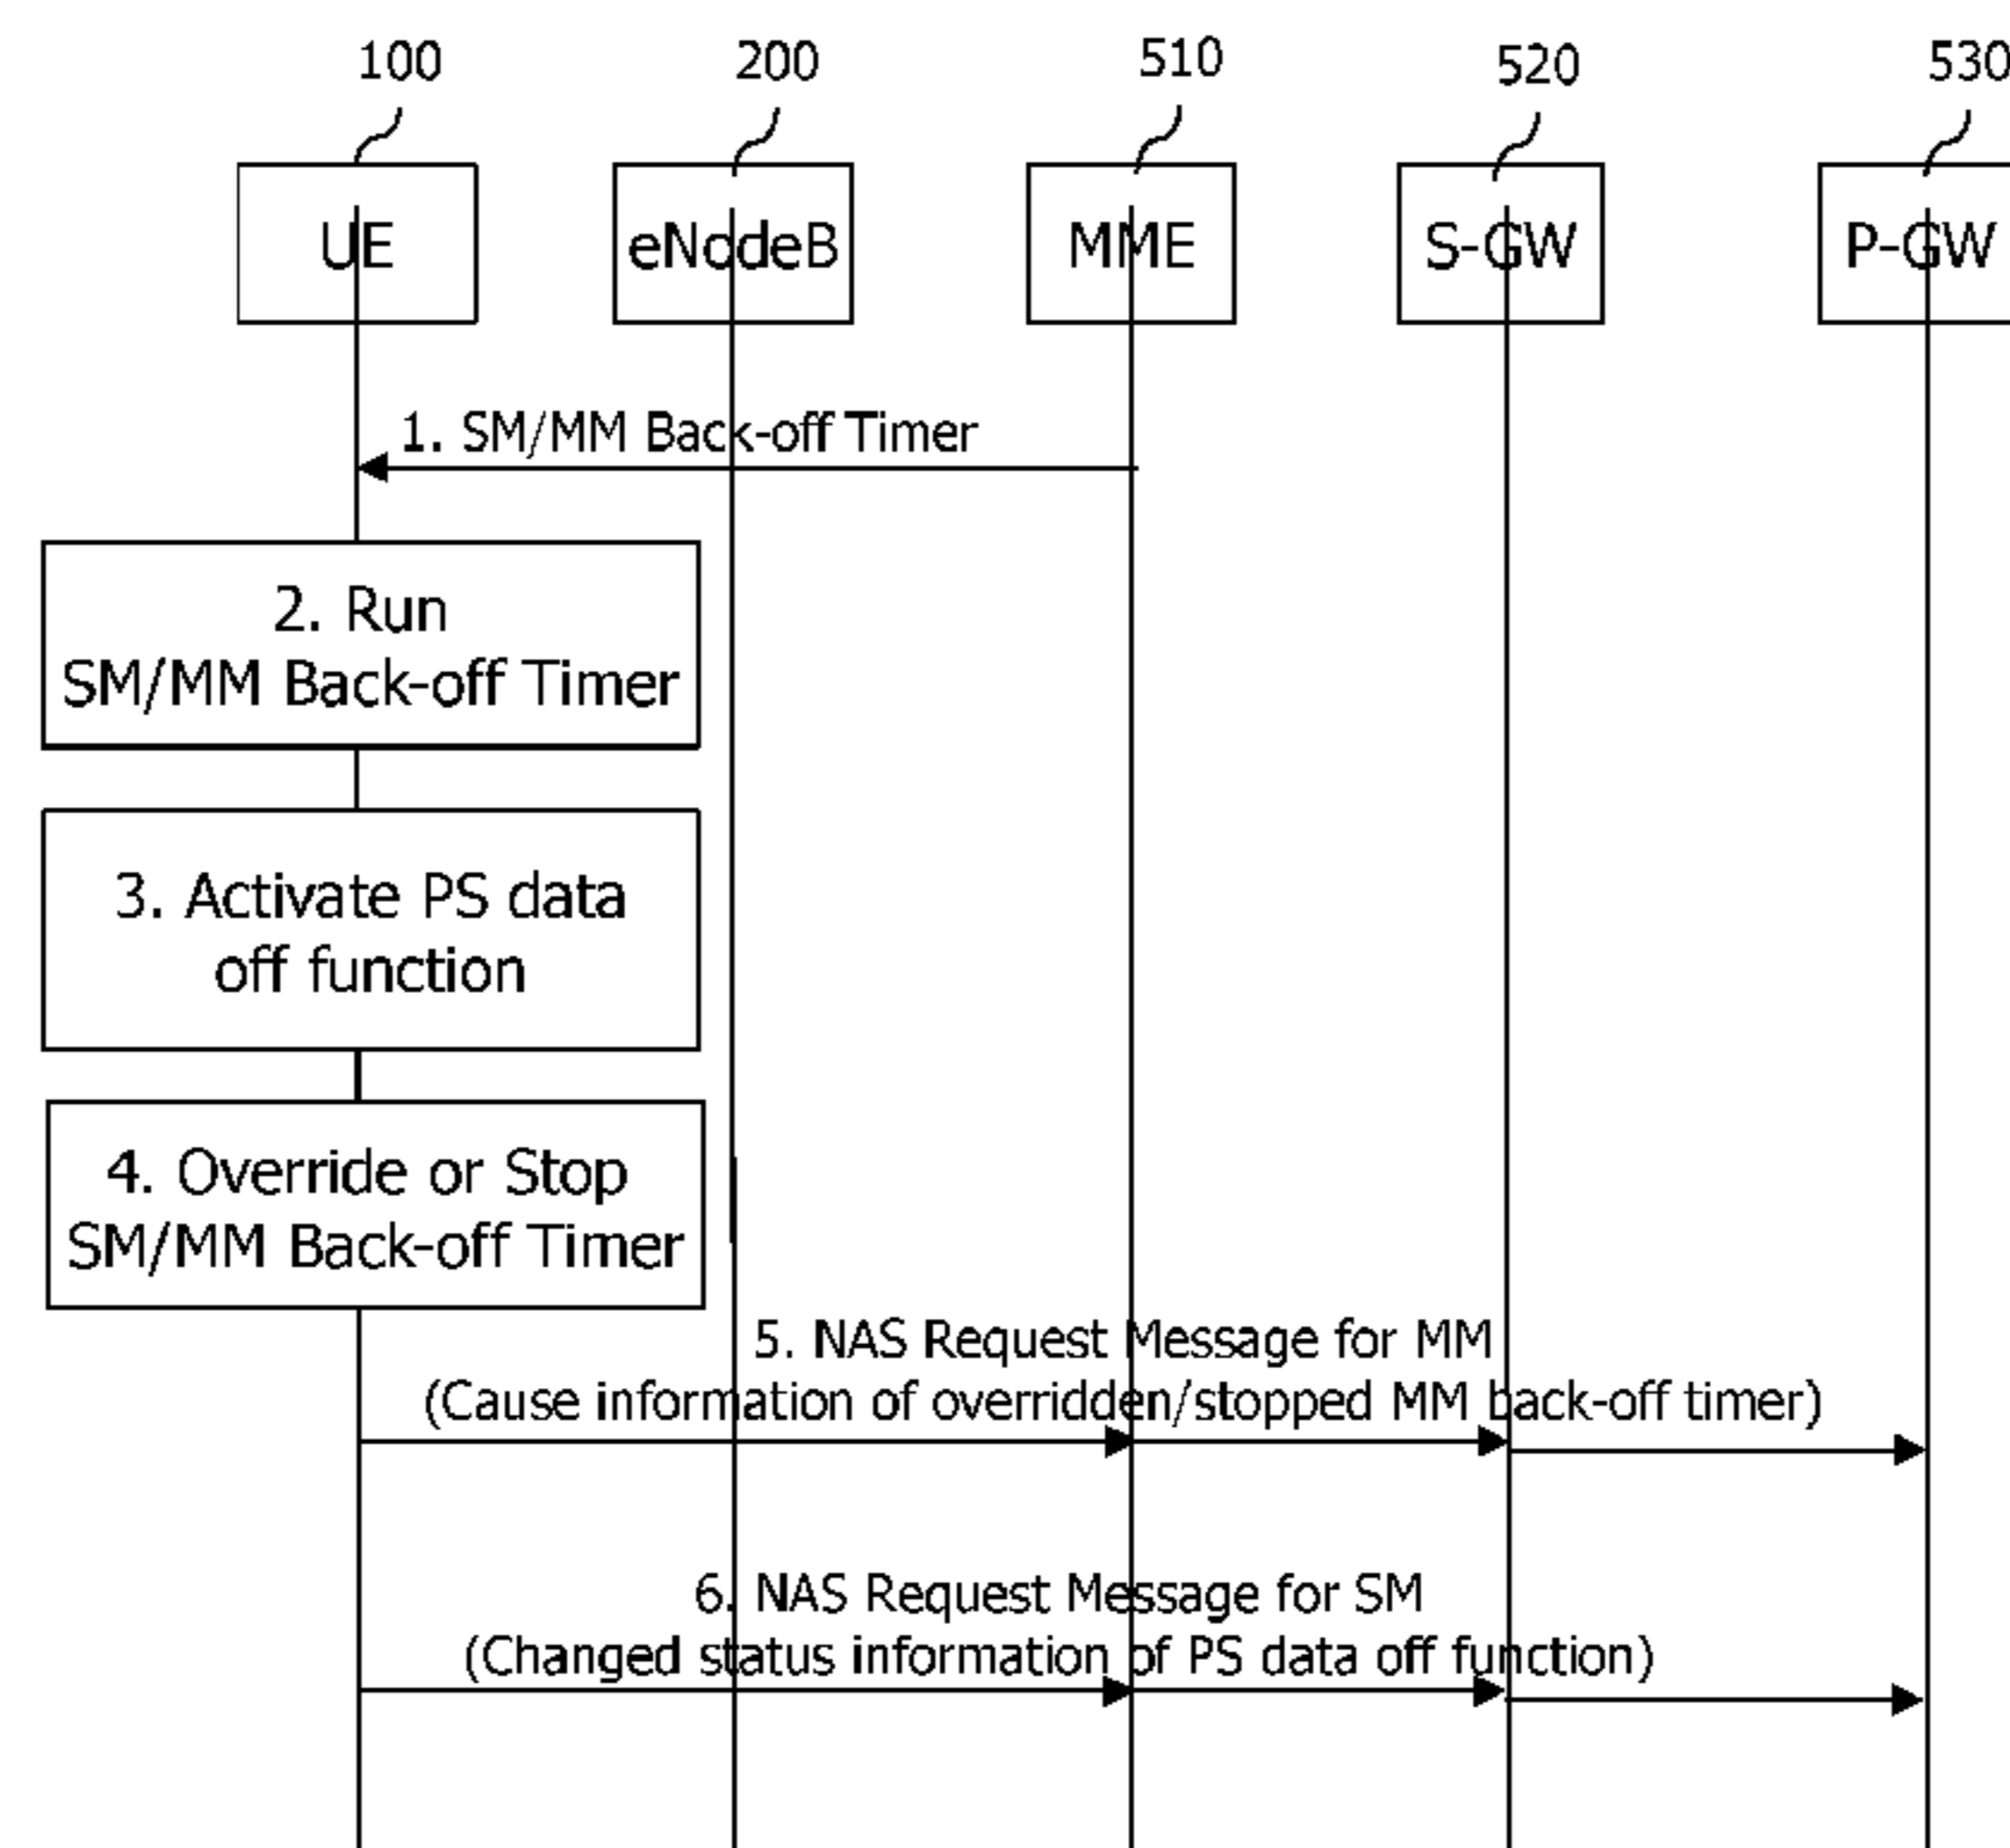 100
200
510
520
530
UE
eNodeB
MME
S-GW
P-GW
1. SM/MM Back-off Timer
2. Run
SM/MM Back-off Timer
3. Activate PS data
off function
4. Override or Stop
SM/MM Back-off Timer
5. NAS Request Message for MM
(Cause information of overridden/stopped MM back-off timer)
6. NAS Request Message for SM
(Changed status information of PS data off function)